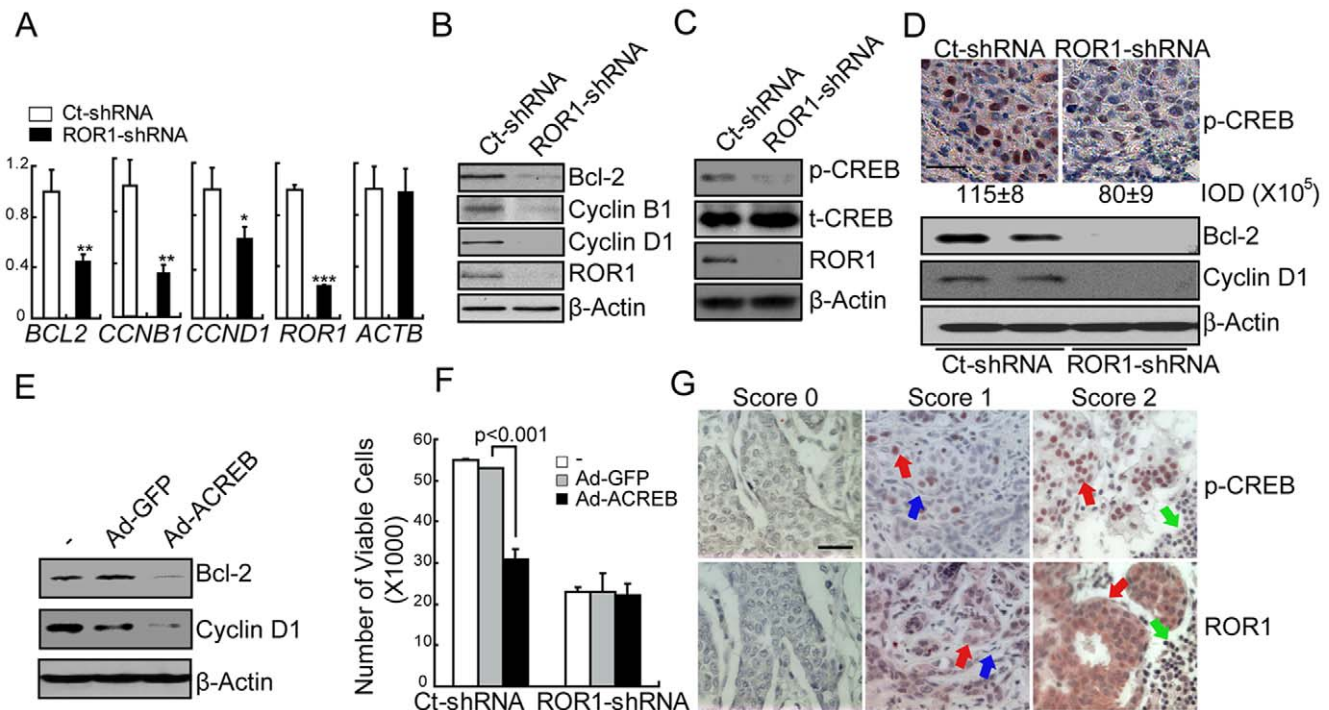 A
Ct-shRNA
ROR1-shRNA
1.2
0.8
0.4
0
**
**
*
***
BCL2 CCNB1 CCND1 ROR1 ACTB
B
Ct-shRNA
ROR1-shRNA
Bcl-2
Cyclin B1
Cyclin D1
ROR1
β-Actin
C
Ct-shRNA
ROR1-shRNA
p-CREB
t-CREB
ROR1
β-Actin
D
Ct-shRNA ROR1-shRNA
p-CREB
115±8 80±9 IOD (X10⁵)
Bcl-2
Cyclin D1
β-Actin
Ct-shRNA ROR1-shRNA
E
- Ad-GFP Ad-ACREB
Bcl-2
Cyclin D1
β-Actin
F
Number of Viable Cells
(X1000)
60
50
40
30
20
10
0
p<0.001
-
Ad-GFP
Ad-ACREB
Ct-shRNA ROR1-shRNA
G
Score 0 Score 1 Score 2
p-CREB
ROR1